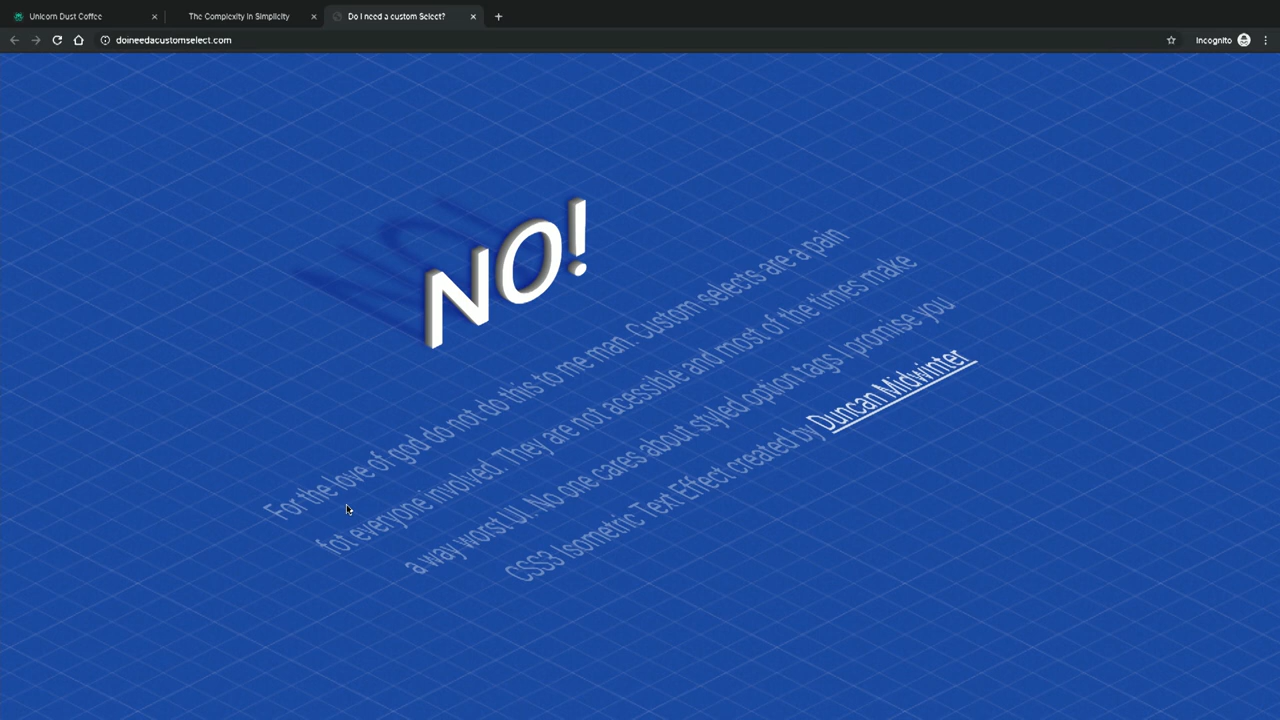 Unicorn Dust Coffee
The Complexity in Simplicity
Do I need a custom Select?
doineedacustomselect.com
Incognito
NO!
For the love of god do not do this to me man. Custom selects are a pain
fot everyone involved. They are not acessible and most of the times make
a way worst UI. No one cares about styled option tags I promise you
CSS3 Isometric Text Effect created by Duncan Midwinter